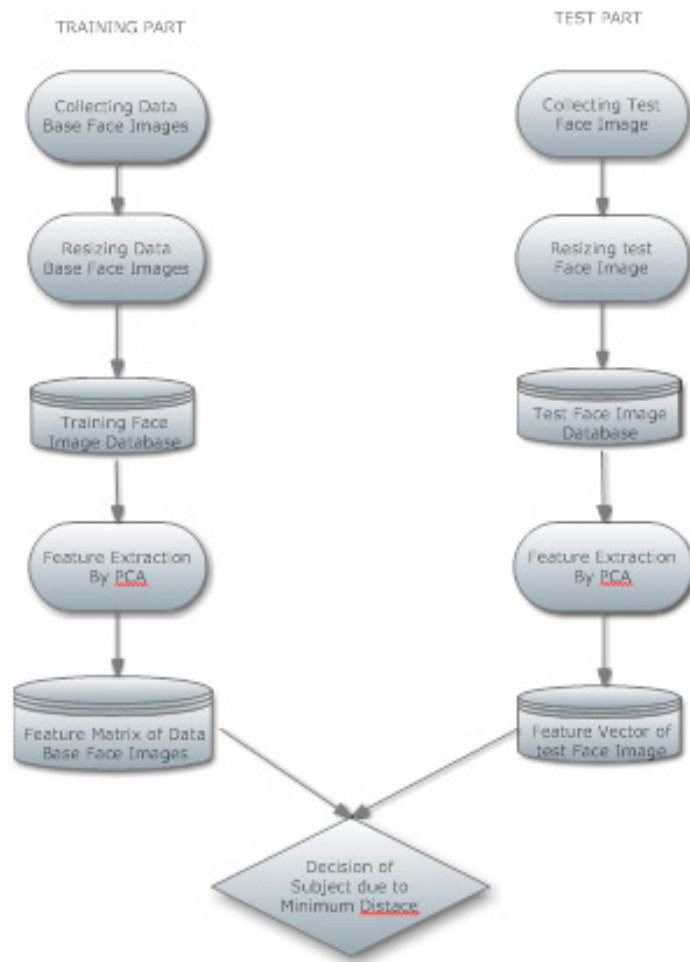 TRAINING PART
TEST PART
Collecting Data
Base Face Images
Collecting Test
Face Image
Resizing Data
Base Face Images
Resizing test
Face Image
Training Face
Image Database
Test Face Image
Database
Feature Extraction
By PCA
Feature Extraction
By PCA
Feature Matrix of Data
Base Face Images
Feature Vector of
test Face Image
Decision of
Subject due to
Minimum Distace